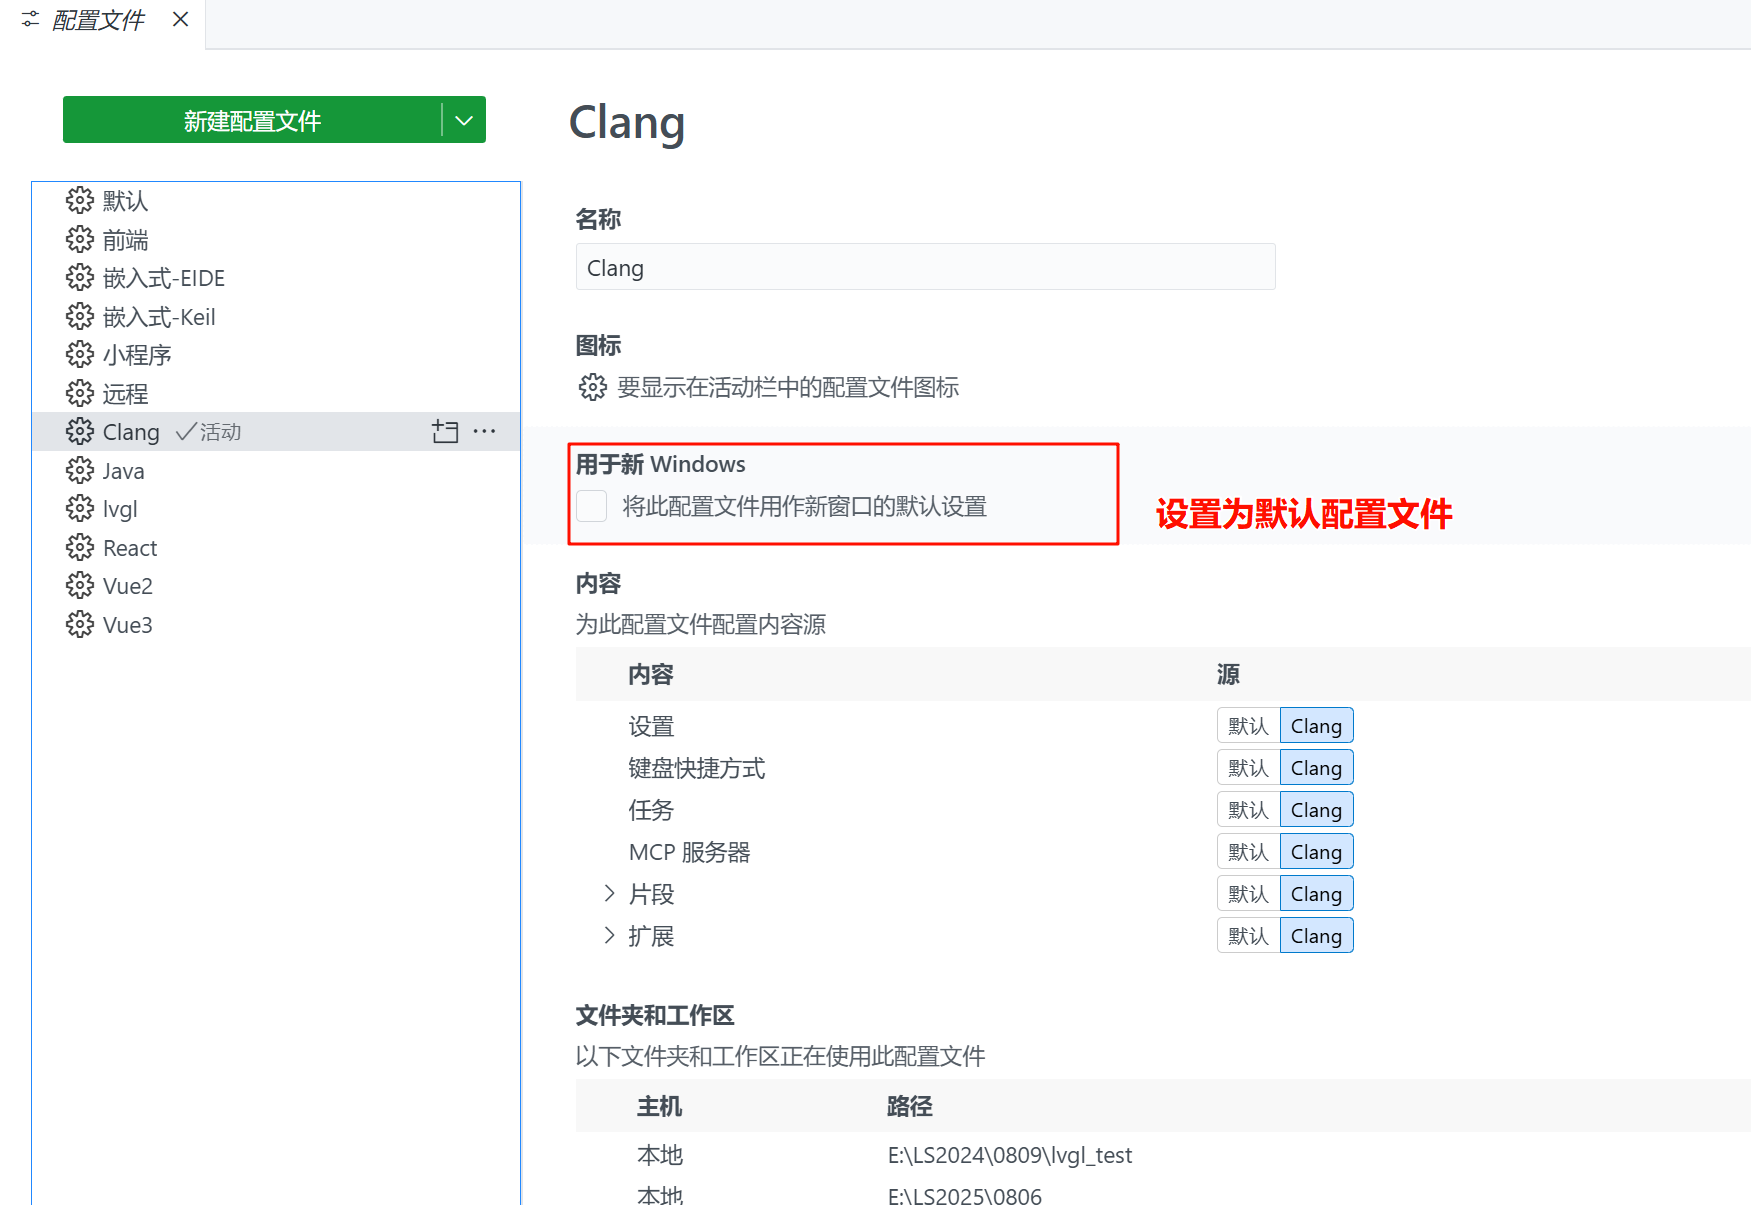 配置文件
新建配置文件
默认
前端
嵌入式-EIDE
嵌入式-Keil
小程序
远程
Clang 活动
Java
lvgl
React
Vue2
Vue3
Clang
名称
Clang
图标
要显示在活动栏中的配置文件图标
用于新 Windows
将此配置文件用作新窗口的默认设置
设置为默认配置文件
内容
为此配置文件配置内容源
内容 源
设置 默认 Clang
键盘快捷方式 默认 Clang
任务 默认 Clang
MCP 服务器 默认 Clang
片段 默认 Clang
扩展 默认 Clang
文件夹和工作区
以下文件夹和工作区正在使用此配置文件
主机 路径
本地 E:\LS2024\0809\lvgl_test
本地 E:\LS2025\0806